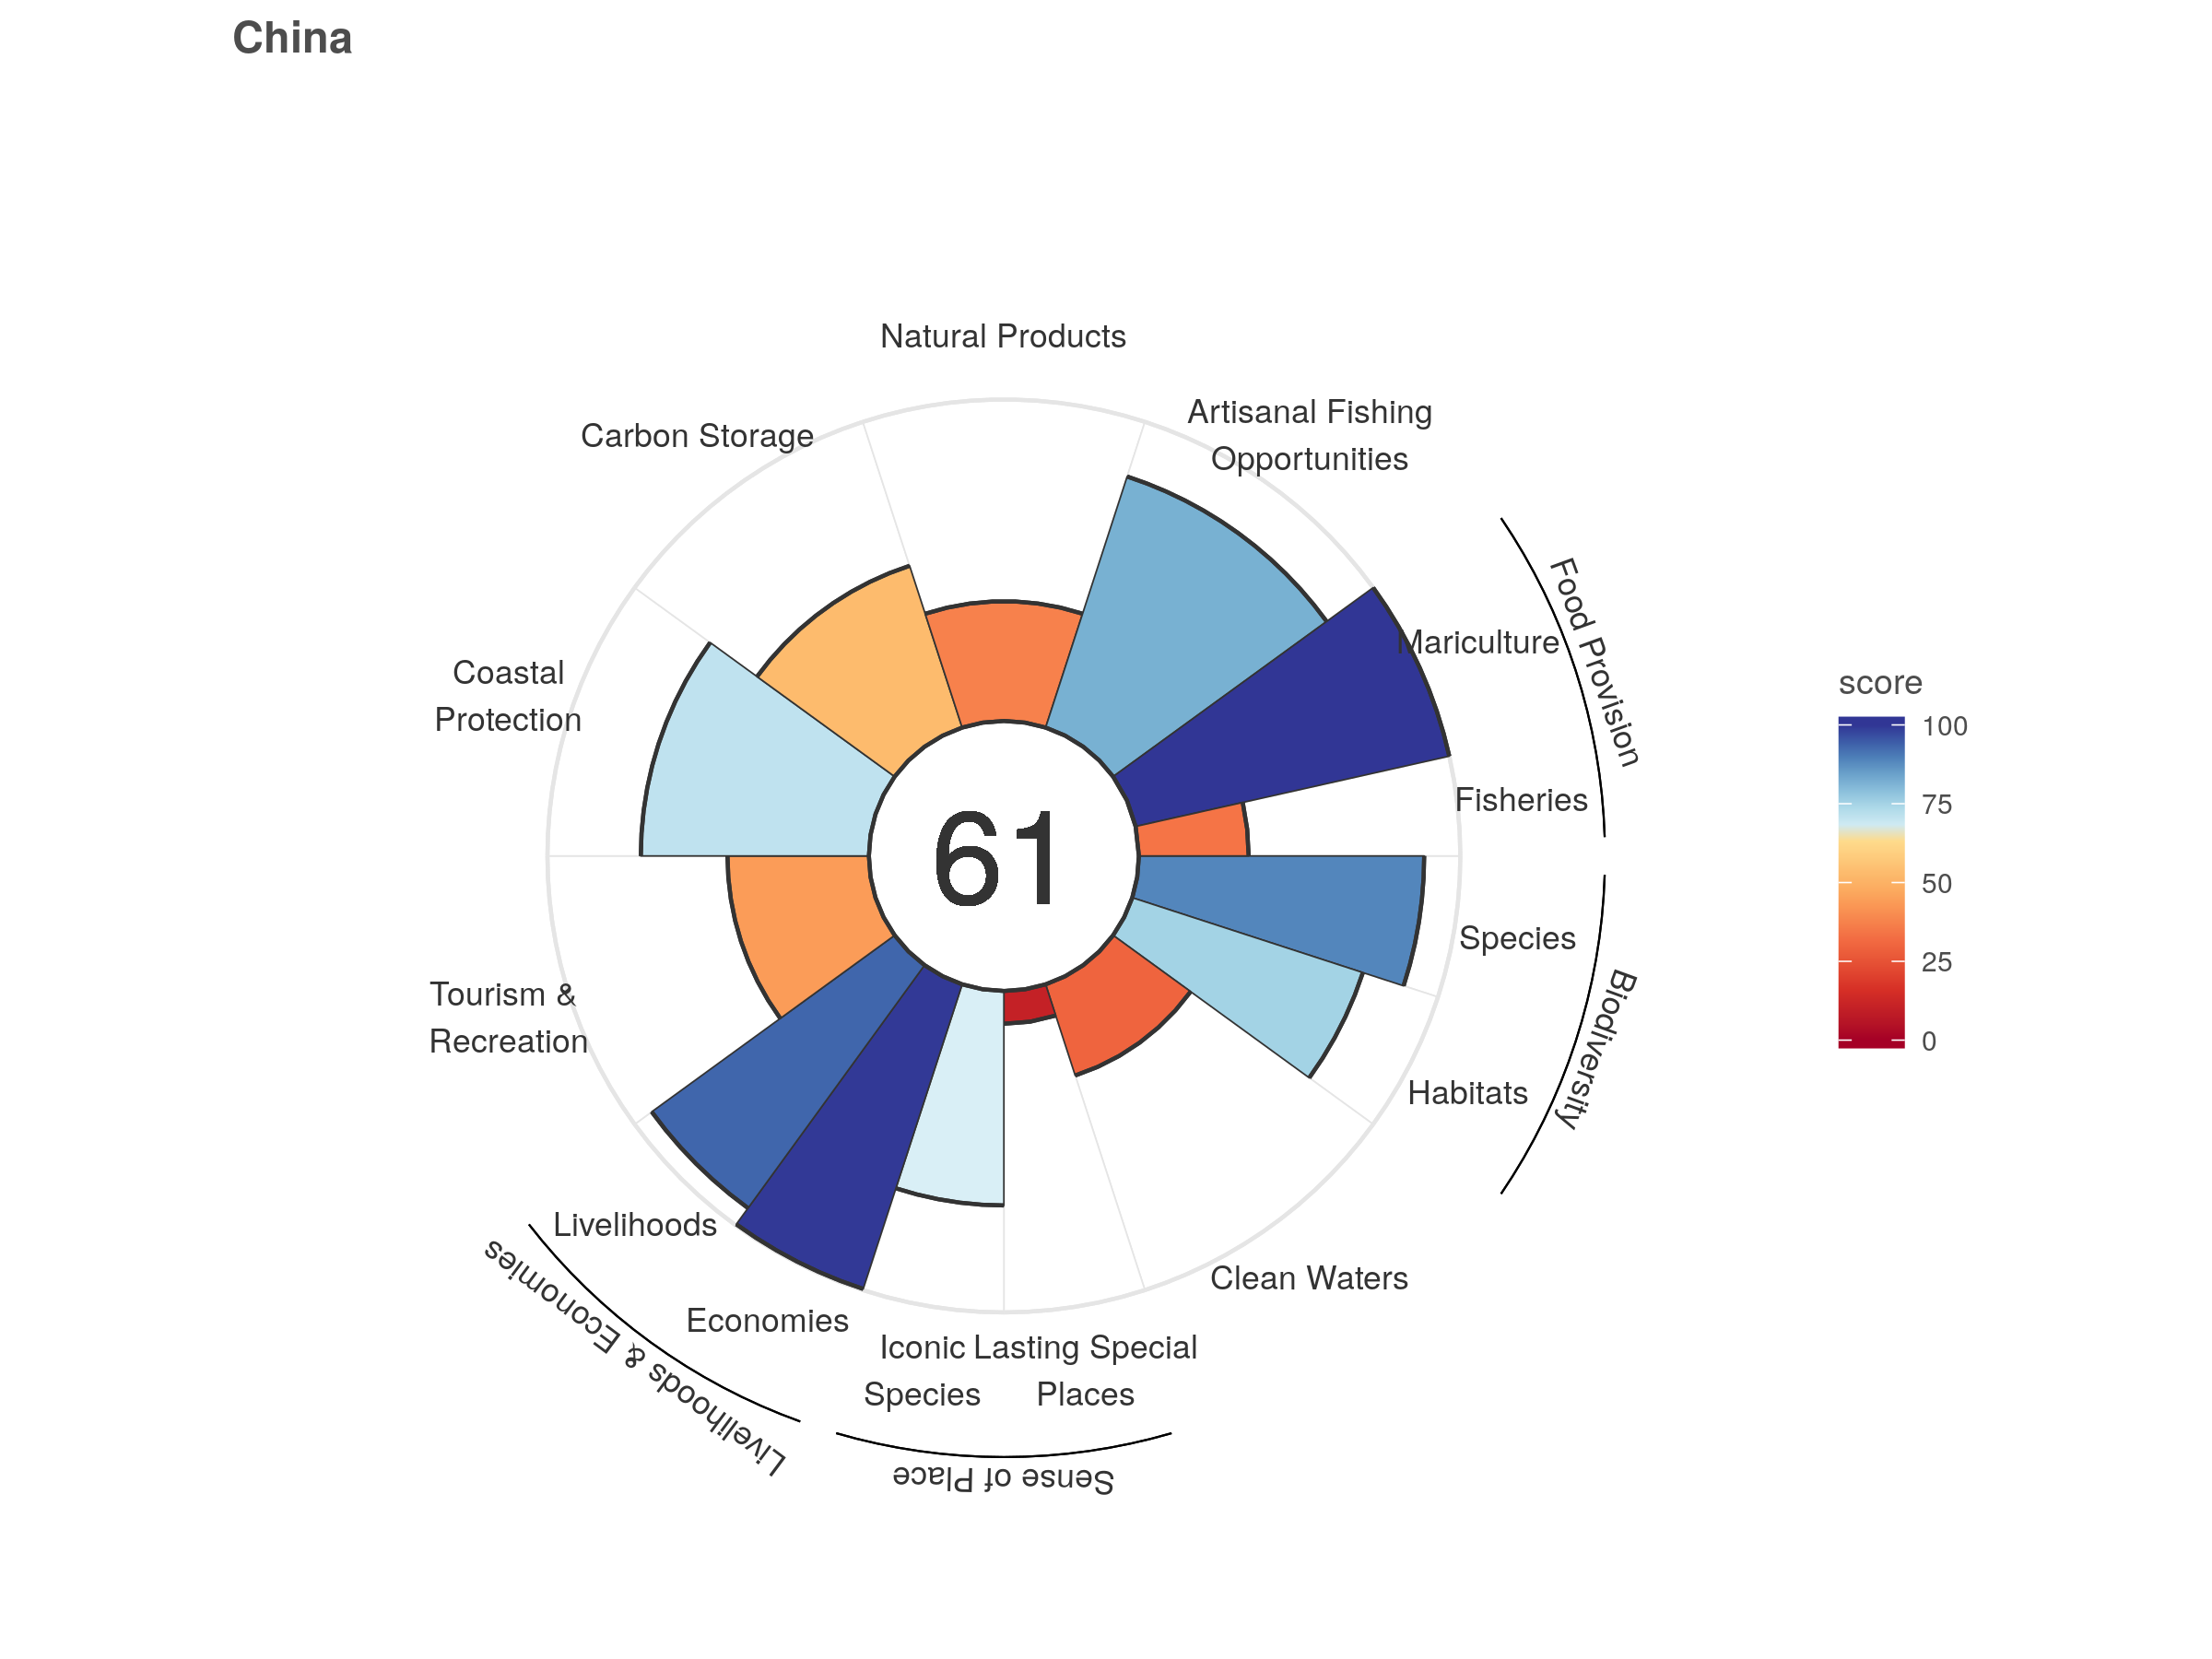 China
Natural Products
Artisanal Fishing
Opportunities
Carbon Storage
Food Provision
Mariculture
Coastal
Protection
Fisheries
61
Species
Biodiversity
Tourism &
Recreation
Habitats
Livelihoods
Clean Waters
Economies
Iconic
Species
Lasting Special
Places
Livelihoods & Economies
Sense of Place
score
100
75
50
25
0